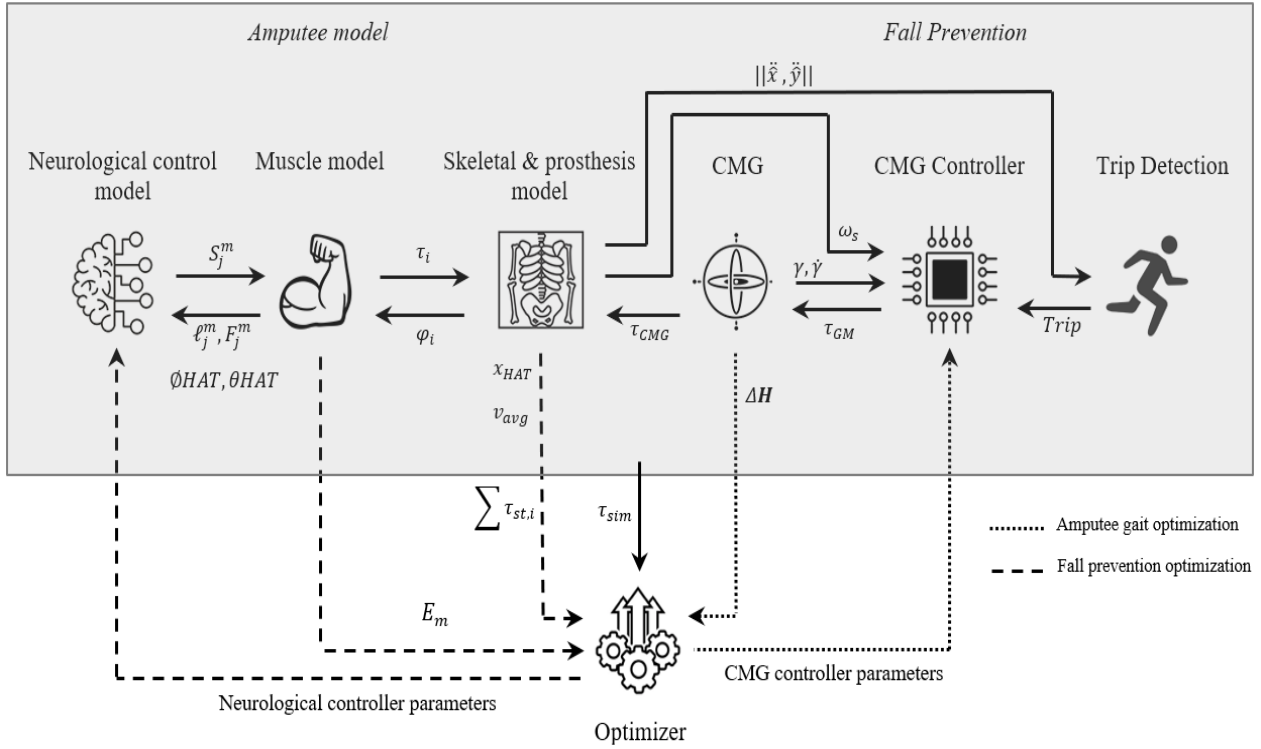 Amputee model
Fall Prevention
||ẍ̂ , ÿ̂||
Neurological control
model
Muscle model
Skeletal & prosthesis
model
CMG
CMG Controller
Trip Detection
S_j^m
τ_i
ω_s
γ, γ̇
ℓ_j^m, F_j^m
φ_i
τ_CMG
τ_GM
Trip
∅HAT, θHAT
x_HAT
v_avg
Δ𝑯
∑ τ_st,i
τ_sim
Amputee gait optimization
Fall prevention optimization
E_m
CMG controller parameters
Neurological controller parameters
Optimizer